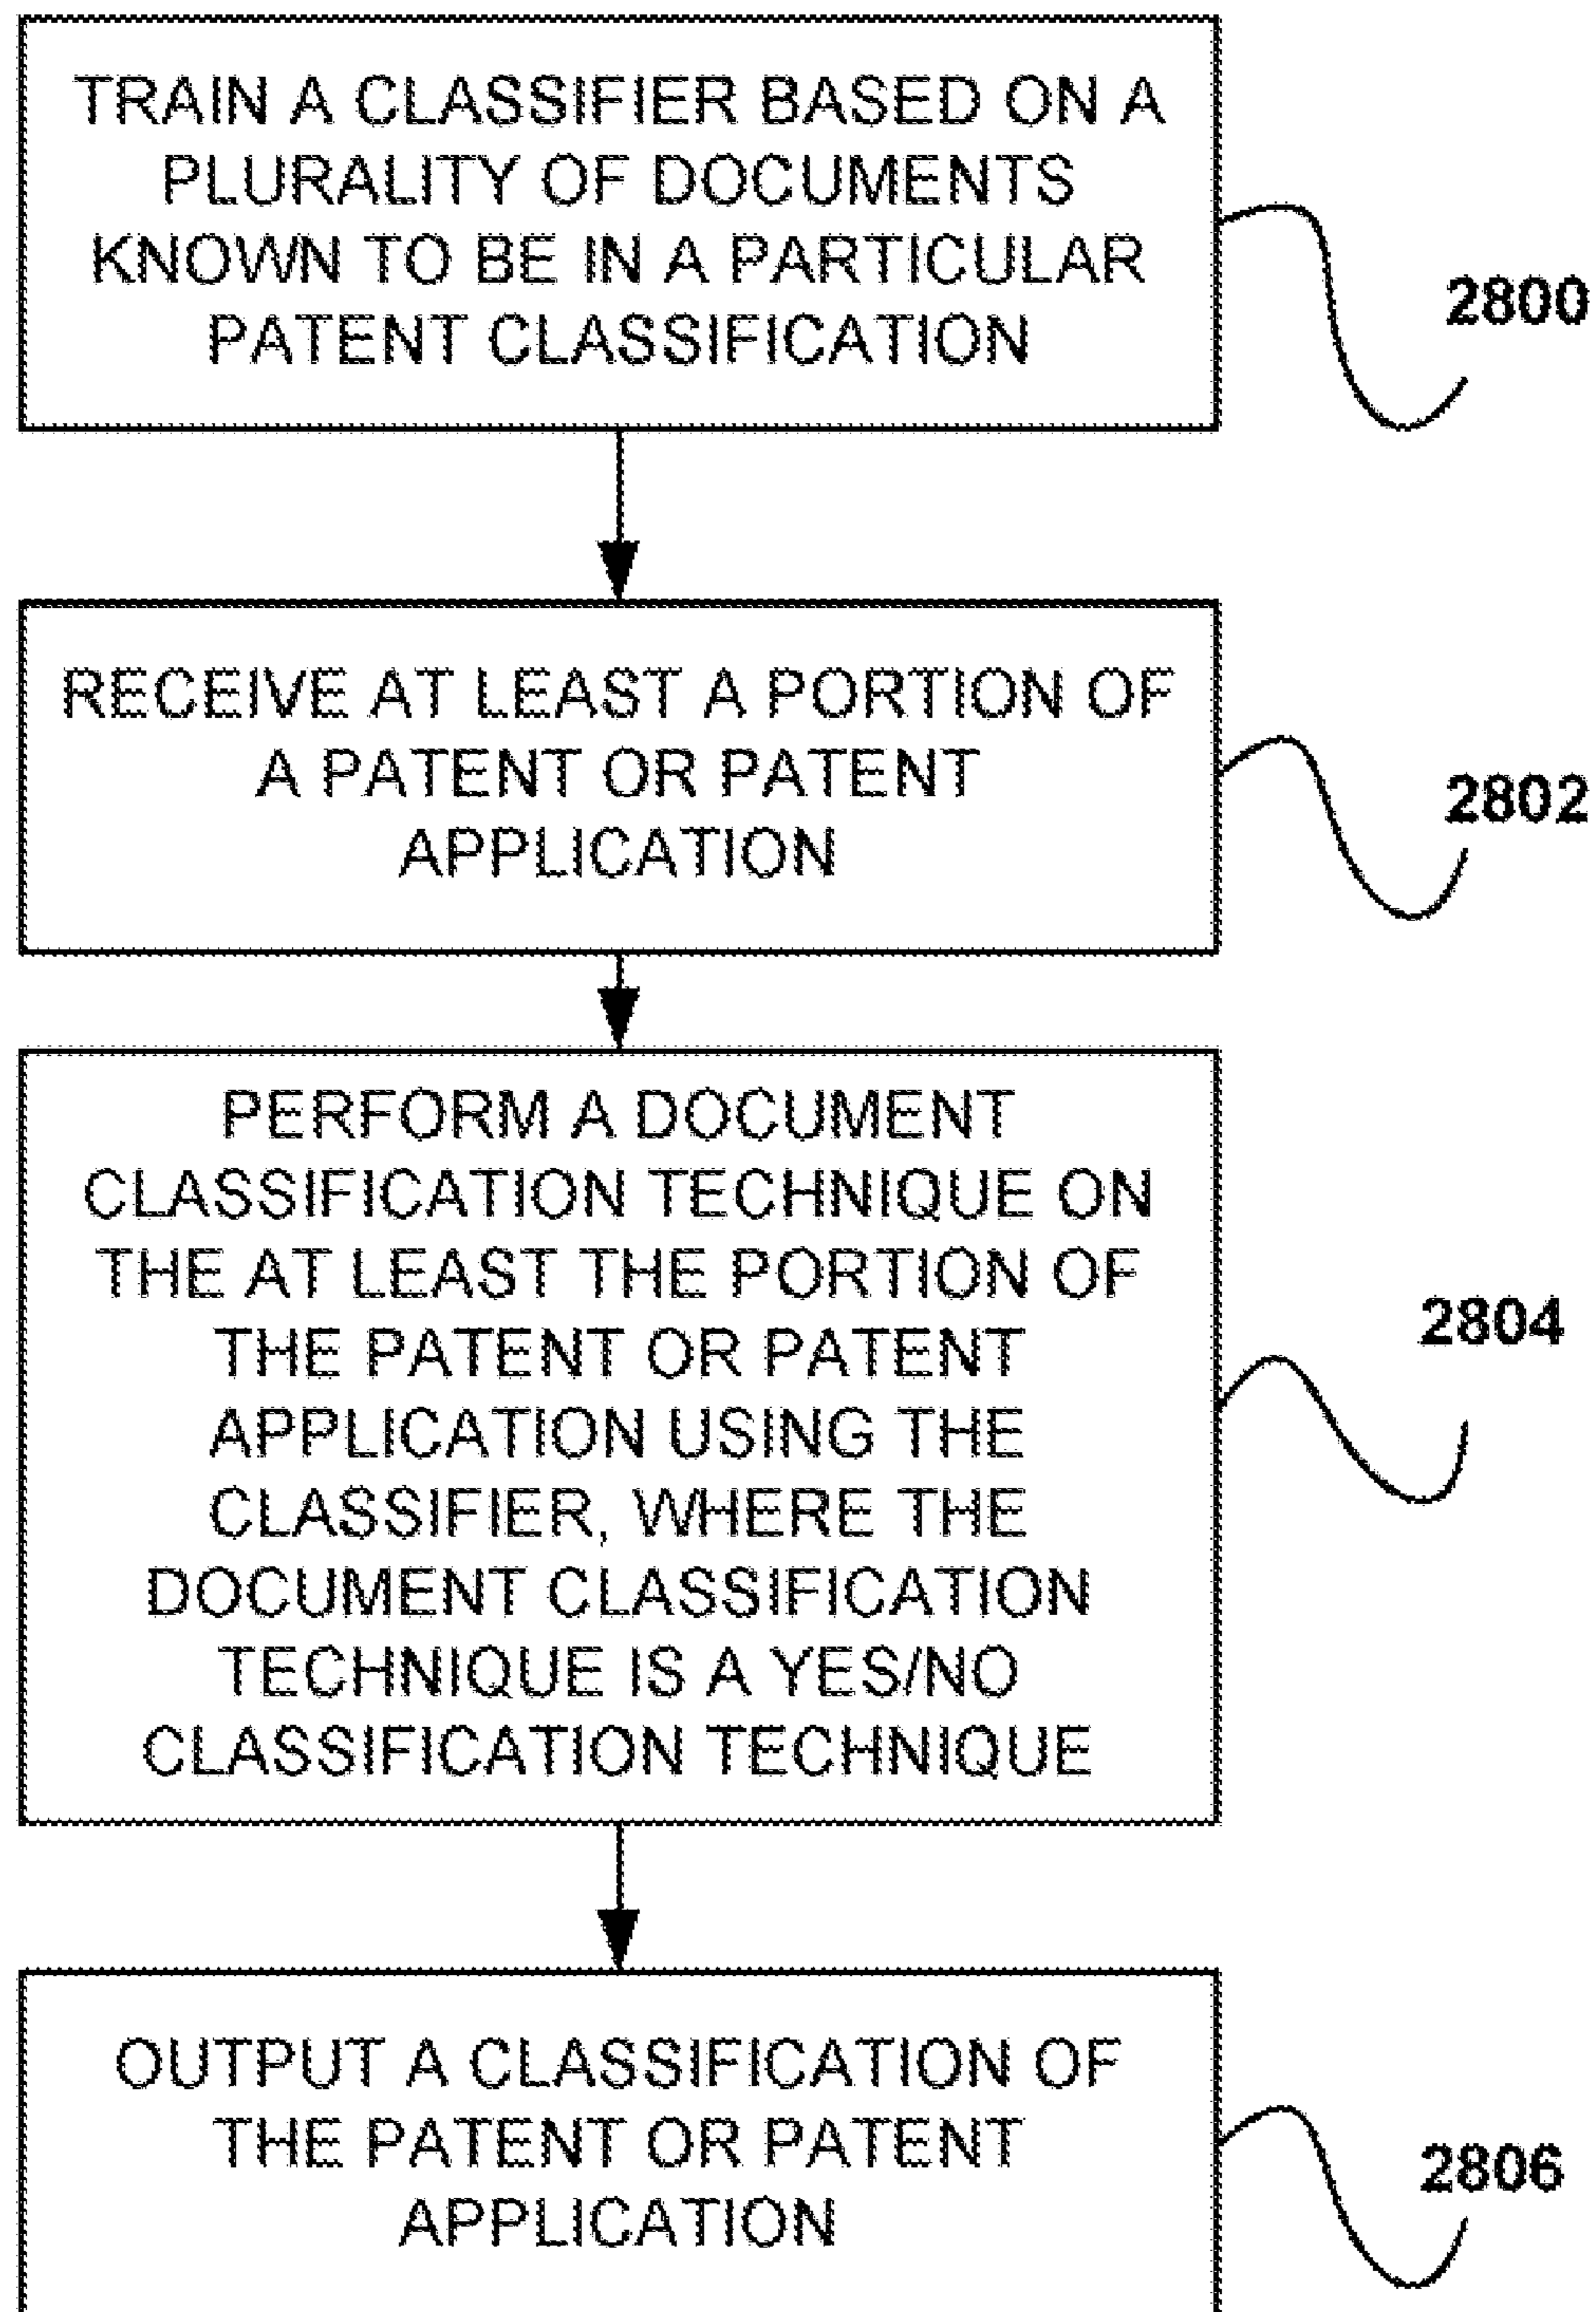 TRAIN A CLASSIFIER BASED ON A
PLURALITY OF DOCUMENTS
KNOWN TO BE IN A PARTICULAR
PATENT CLASSIFICATION
2800
RECEIVE AT LEAST A PORTION OF
A PATENT OR PATENT
APPLICATION
2802
PERFORM A DOCUMENT
CLASSIFICATION TECHNIQUE ON
THE AT LEAST THE PORTION OF
THE PATENT OR PATENT
APPLICATION USING THE
CLASSIFIER, WHERE THE
DOCUMENT CLASSIFICATION
TECHNIQUE IS A YES/NO
CLASSIFICATION TECHNIQUE
2804
OUTPUT A CLASSIFICATION OF
THE PATENT OR PATENT
APPLICATION
2806